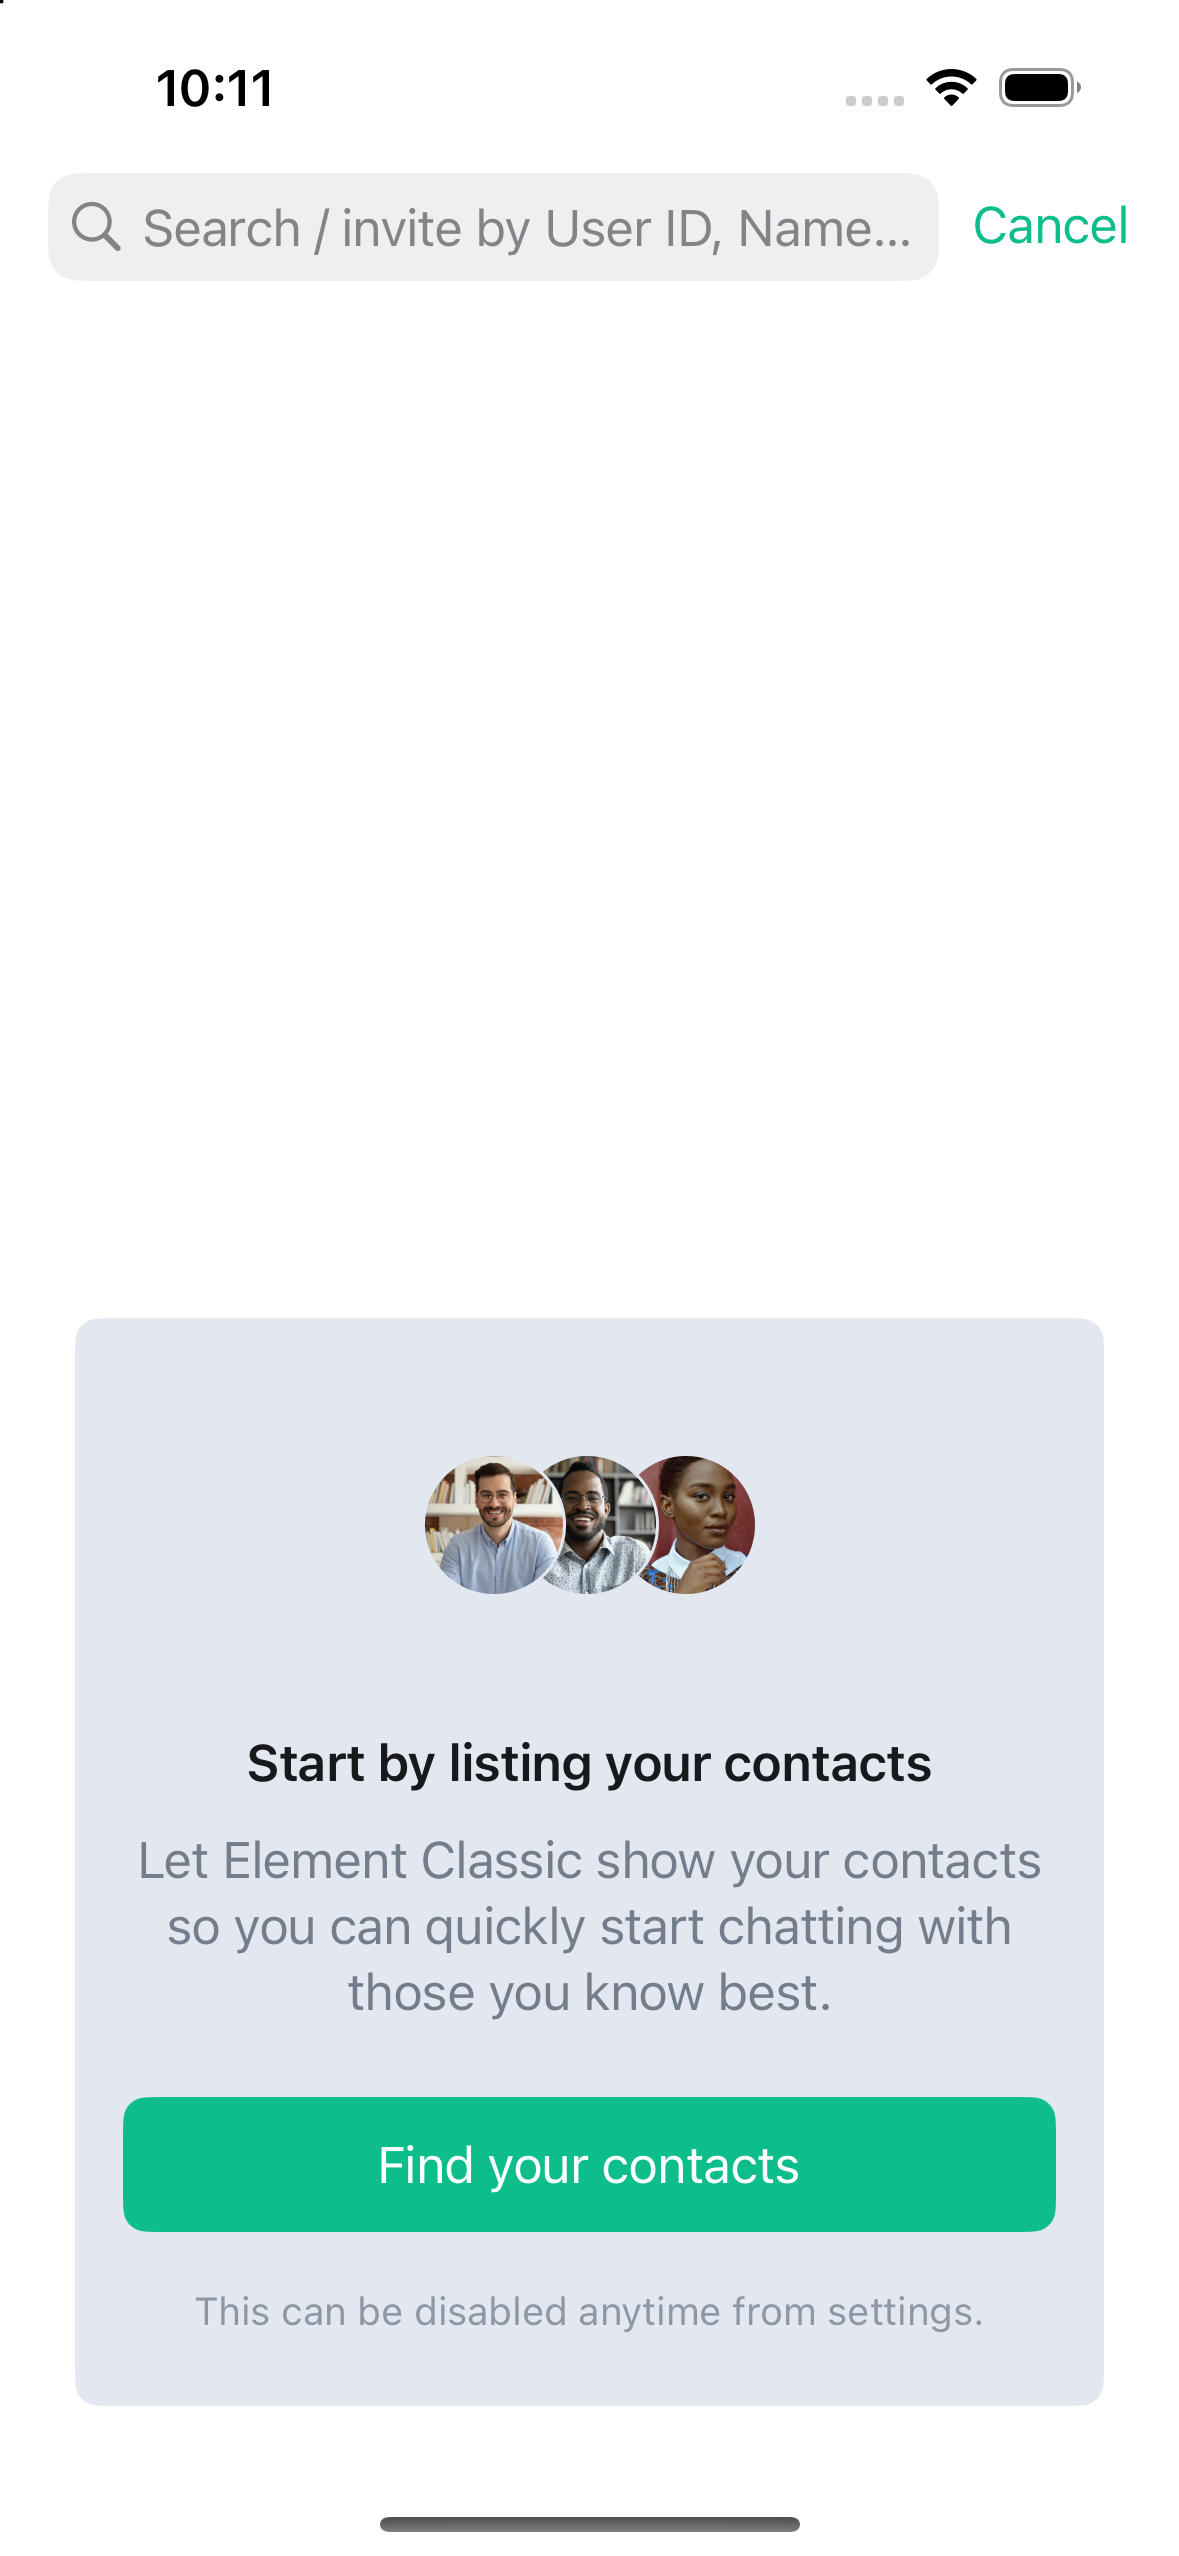 10:11
Search / invite by User ID, Name...
Cancel
Start by listing your contacts
Let Element Classic show your contacts
so you can quickly start chatting with
those you know best.
Find your contacts
This can be disabled anytime from settings.